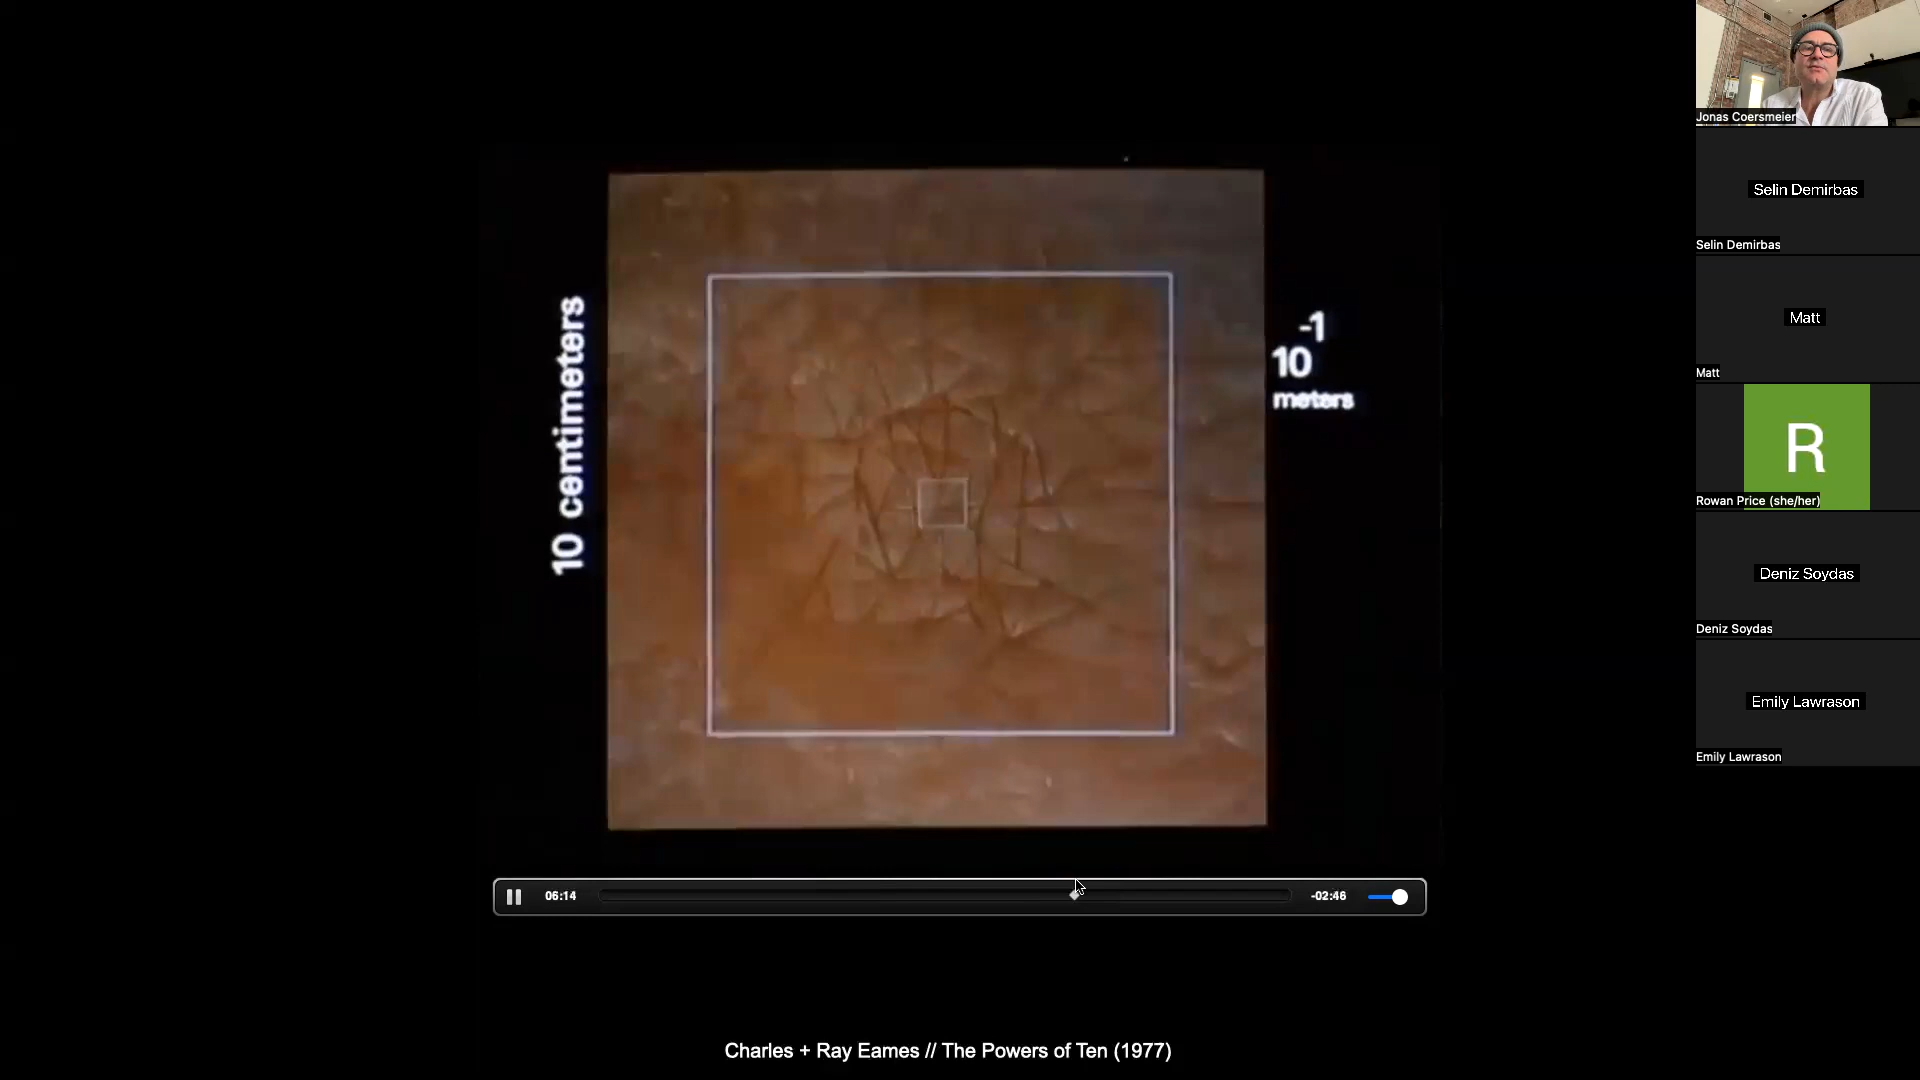 10 centimeters
-1
10
meters
06:14
-02:46
Charles + Ray Eames // The Powers of Ten (1977)
Jonas Coersmeier
Selin Demirbas
Selin Demirbas
Matt
Matt
R
Rowan Price (she/her)
Deniz Soydas
Deniz Soydas
Emily Lawrason
Emily Lawrason